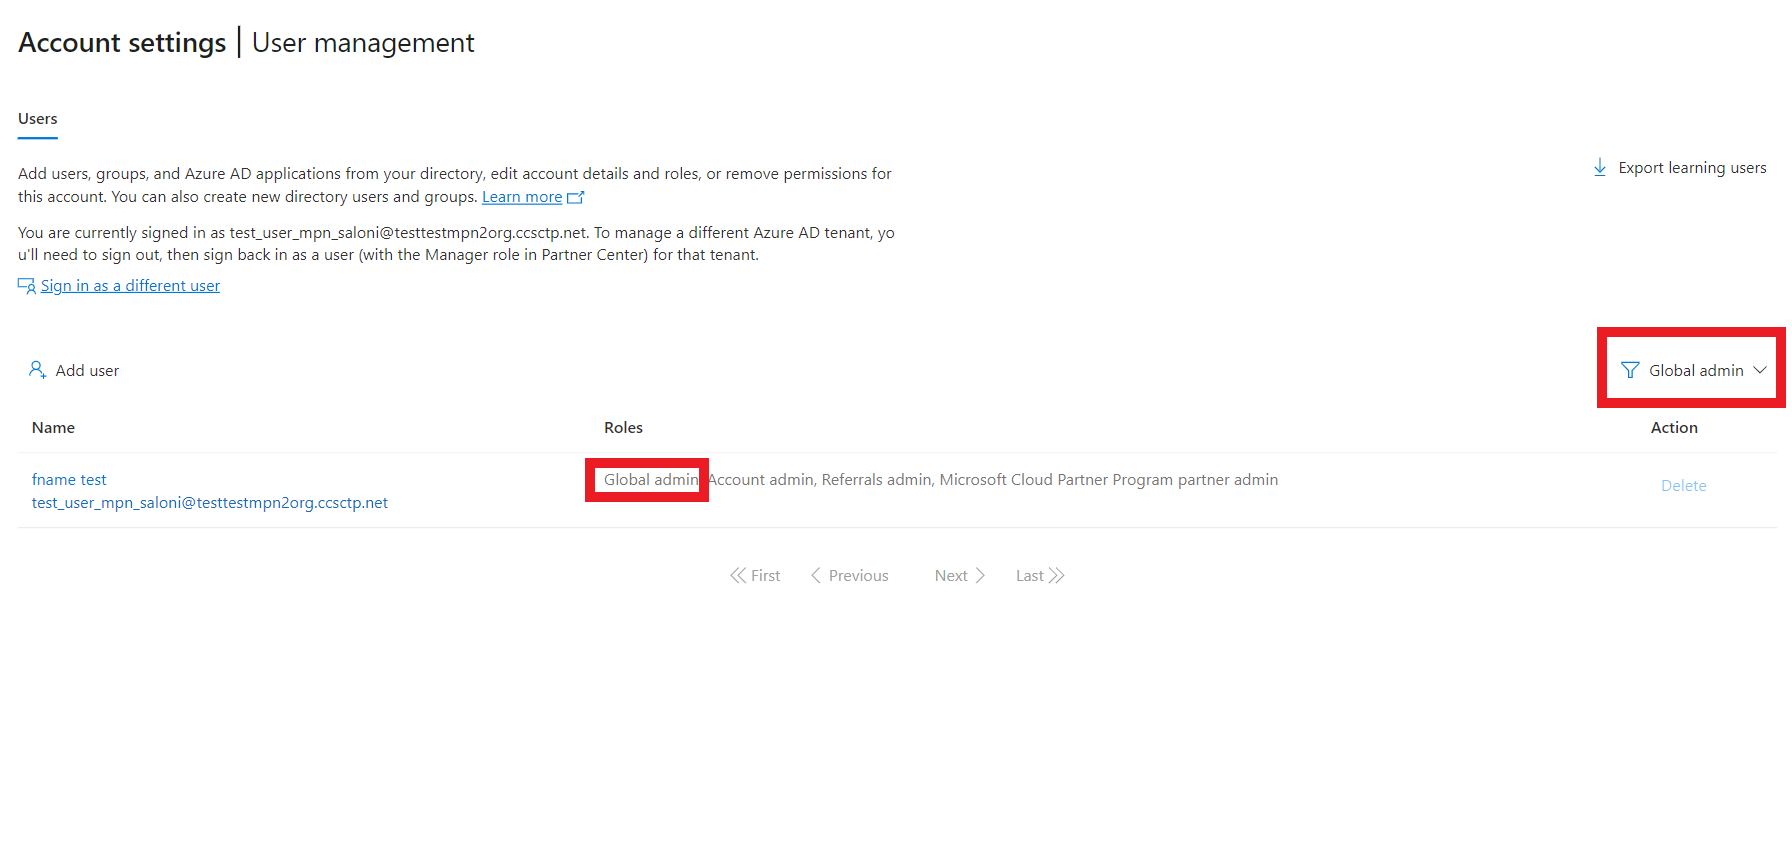 Account settings | User management
Users
Add users, groups, and Azure AD applications from your directory, edit account details and roles, or remove permissions for
this account. You can also create new directory users and groups. Learn more
Export learning users
You are currently signed in as test_user_mpn_saloni@testtestmpn2org.ccsctp.net. To manage a different Azure AD tenant, yo
u'll need to sign out, then sign back in as a user (with the Manager role in Partner Center) for that tenant.
Sign in as a different user
Add user
Global admin
Name Roles Action
fname test
test_user_mpn_saloni@testtestmpn2org.ccsctp.net
Global admin Account admin, Referrals admin, Microsoft Cloud Partner Program partner admin
Delete
First Previous Next Last